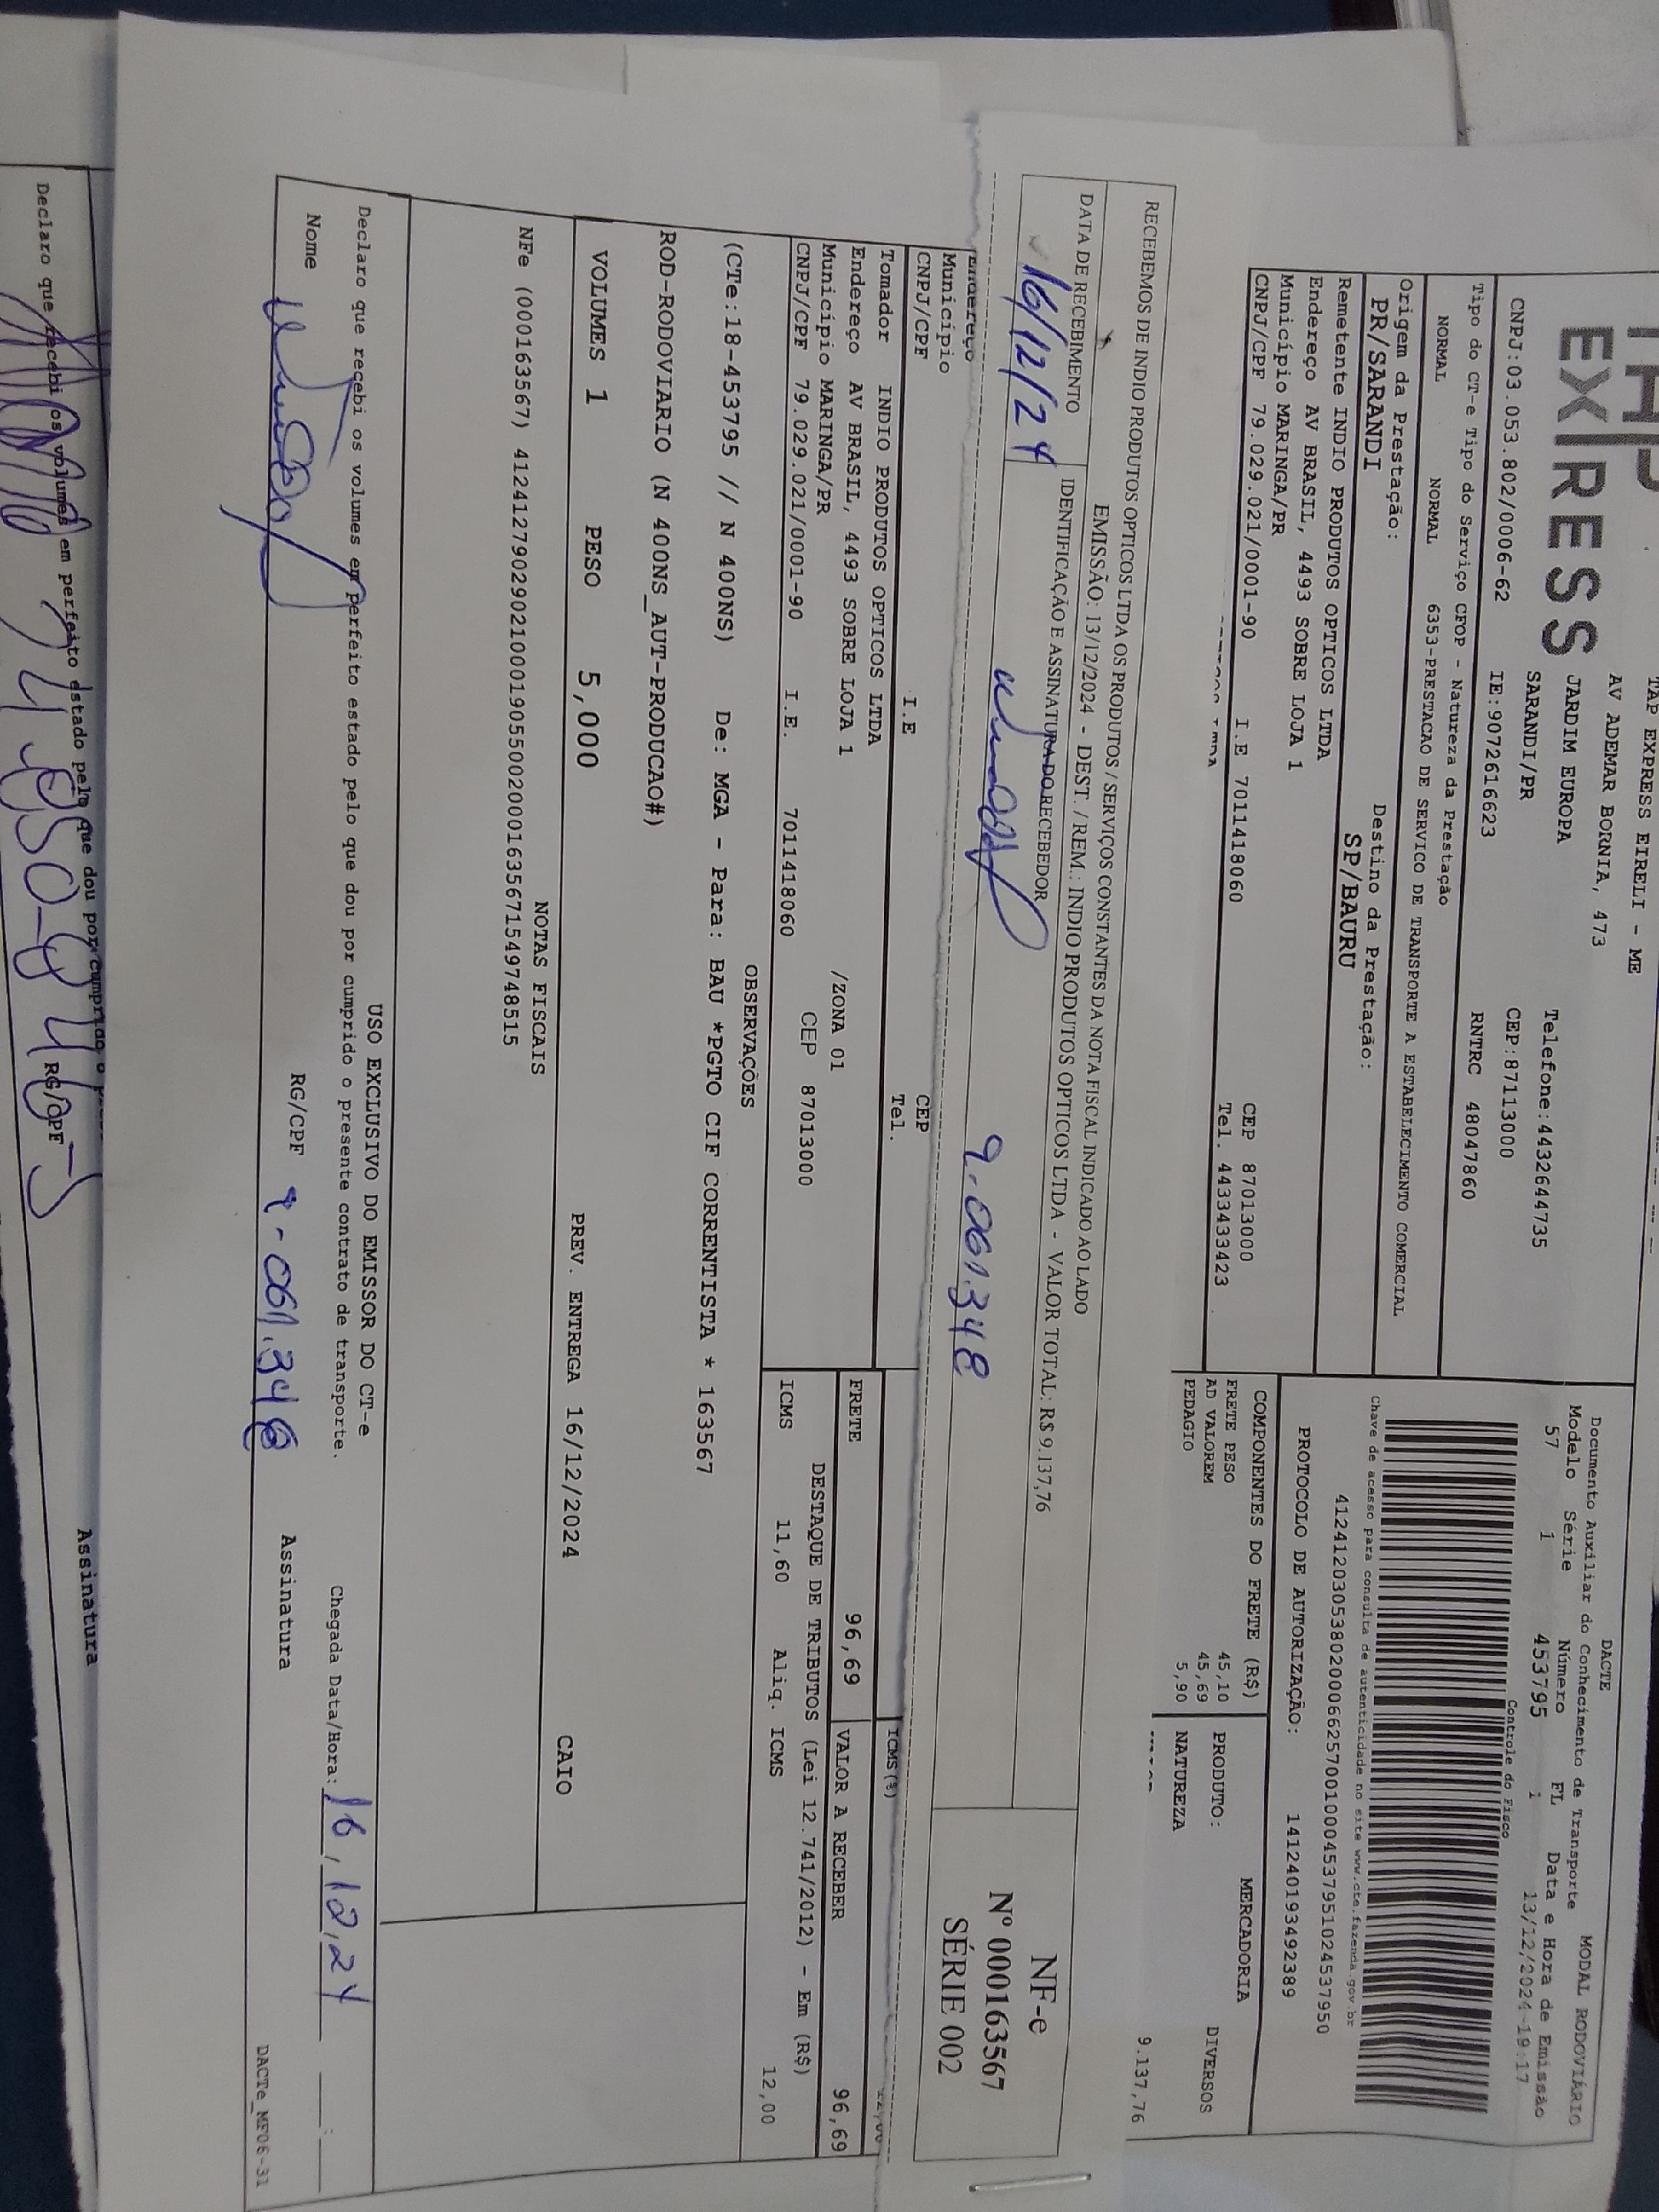 EX/RESS
TAP EXPRESS EIRELI - ME
AV ADEMAR BORNIA, 473
JARDIM EUROPA
SARANDI/PR
Telefone:4432644735
CEP:87113000
CNPJ:03.053.802/0006-62 IE:9072616623 RNTRC 48047860
DACTE
Documento Auxiliar do Conhecimento de Transporte
MODAL RODOVIÁRIO
Modelo Série Número FL Data e Hora de Emissão
57 1 453795 1 13/12/2024-19:17
Controle do Fisco
Chave de acesso para consulta de autenticidade no site www.cte.fazenda.gov.br
41241203053802000662570010004537951024537950
PROTOCOLO DE AUTORIZAÇÃO: 141240193492389
Tipo do CT-e Tipo do Serviço CFOP - Natureza da Prestação
NORMAL NORMAL 6353-PRESTACAO DE SERVICO DE TRANSPORTE A ESTABELECIMENTO COMERCIAL
Origem da Prestação: Destino da Prestação:
PR/SARANDI SP/BAURU
Remetente INDIO PRODUTOS OPTICOS LTDA
Endereço AV BRASIL, 4493 SOBRE LOJA 1
Município MARINGA/PR CEP 87013000
CNPJ/CPF 79.029.021/0001-90 I.E 7011418060 Tel. 4433433423
COMPONENTES DO FRETE (R$) MERCADORIA
FRETE PESO 45,10 PRODUTO: DIVERSOS
AD VALOREM 45,69
PEDAGIO 5,90 NATUREZA
9.137,76
RECEBEMOS DE INDIO PRODUTOS OPTICOS LTDA OS PRODUTOS / SERVIÇOS CONSTANTES DA NOTA FISCAL INDICADO AO LADO
EMISSÃO: 13/12/2024 - DEST. / REM.: INDIO PRODUTOS OPTICOS LTDA - VALOR TOTAL: R$ 9.137,76
DATA DE RECEBIMENTO IDENTIFICAÇÃO E ASSINATURA DO RECEBEDOR
16/12/24 9.061.348
NF-e
Nº 000163567
SÉRIE 002
Endereço
Município CEP
CNPJ/CPF I.E Tel.
ICMS(%)
Tomador INDIO PRODUTOS OPTICOS LTDA
Endereço AV BRASIL, 4493 SOBRE LOJA 1 /ZONA 01
Município MARINGA/PR CEP 87013000
CNPJ/CPF 79.029.021/0001-90 I.E. 7011418060
FRETE 96,69 VALOR A RECEBER 96,69
DESTAQUE DE TRIBUTOS (Lei 12.741/2012) - Em (R$)
ICMS 11,60 Aliq. ICMS 12,00
OBSERVAÇÕES
(CTe:18-453795 // N 400NS) De: MGA - Para: BAU *PGTO CIF CORRENTISTA * 163567
ROD-RODOVIARIO (N 400NS_AUT-PRODUCAO#)
VOLUMES 1 PESO 5,000 PREV. ENTREGA 16/12/2024 CAIO
NOTAS FISCAIS
NFe (000163567) 41241279029021000190550020001635671549748515
USO EXCLUSIVO DO EMISSOR DO CT-e
Declaro que recebi os volumes em perfeito estado pelo que dou por cumprido o presente contrato de transporte.
Chegada Data/Hora: 16,12,24 __:__
Nome RG/CPF 9-061.348 Assinatura
DACTe_MF06-31
Declaro que recebi os volumes em perfeito estado pelo que dou por cumprido o
RG/CPF Assinatura